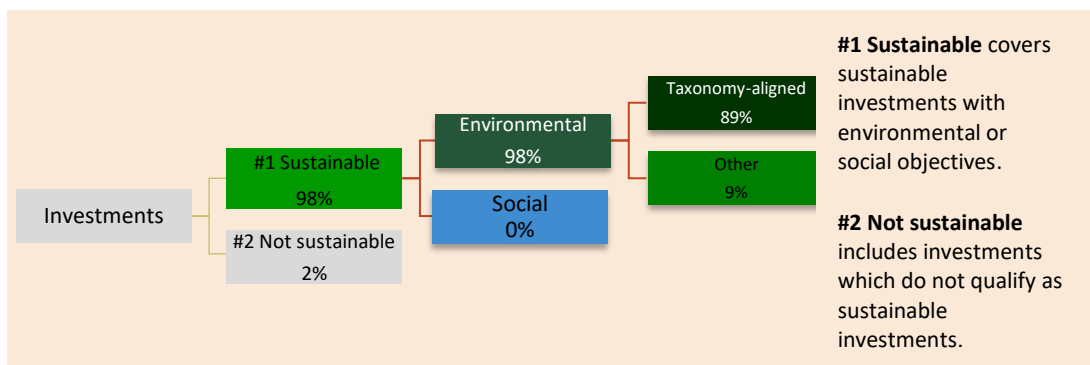 Investments
#1 Sustainable
98%
#2 Not sustainable
2%
Environmental
98%
Social
0%
Taxonomy-aligned
89%
Other
9%
#1 Sustainable covers
sustainable
investments with
environmental or
social objectives.
#2 Not sustainable
includes investments
which do not qualify as
sustainable
investments.